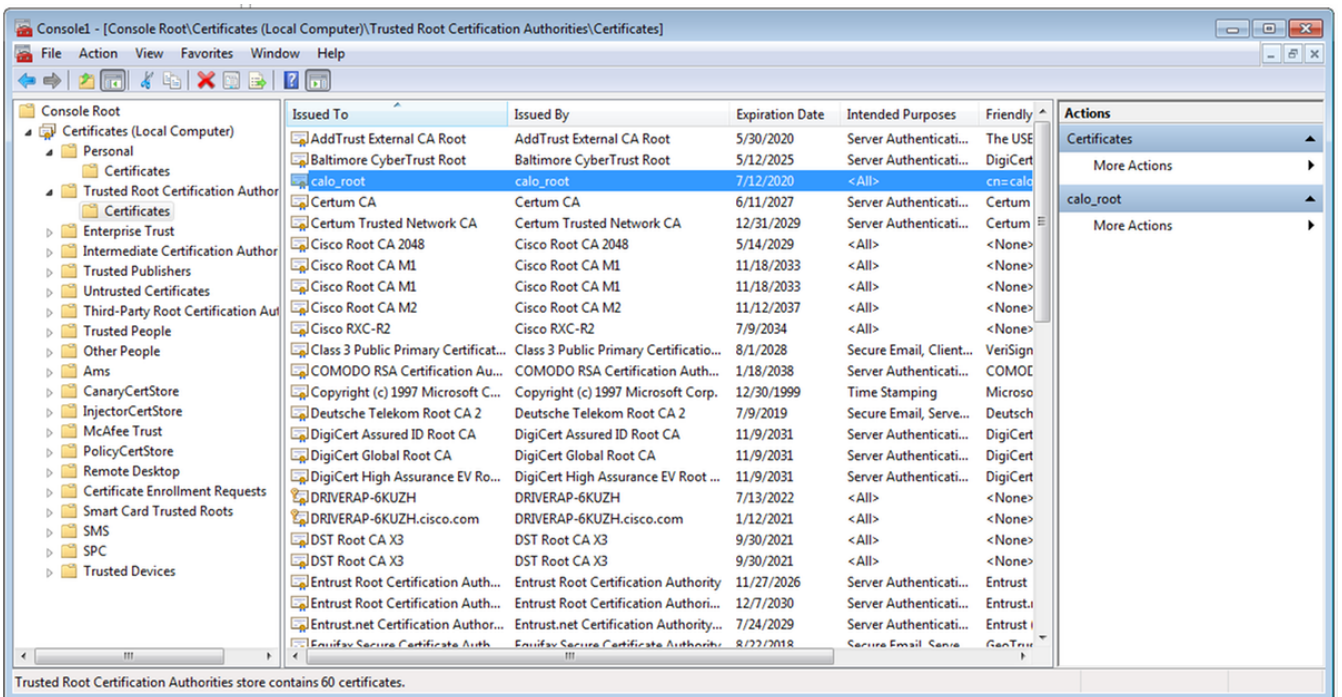 Console1 - [Console Root\Certificates (Local Computer)\Trusted Root Certification Authorities\Certificates]
File Action View Favorites Window Help
Console Root
Certificates (Local Computer)
Personal
Certificates
Trusted Root Certification Author
Certificates
Enterprise Trust
Intermediate Certification Author
Trusted Publishers
Untrusted Certificates
Third-Party Root Certification Aut
Trusted People
Other People
Ams
CanaryCertStore
InjectorCertStore
McAfee Trust
PolicyCertStore
Remote Desktop
Certificate Enrollment Requests
Smart Card Trusted Roots
SMS
SPC
Trusted Devices
Issued To Issued By Expiration Date Intended Purposes Friendly
AddTrust External CA Root AddTrust External CA Root 5/30/2020 Server Authenticati... The USE
Baltimore CyberTrust Root Baltimore CyberTrust Root 5/12/2025 Server Authenticati... DigiCert
calo_root calo_root 7/12/2020 <All> cn=calo
Certum CA Certum CA 6/11/2027 Server Authenticati... Certum
Certum Trusted Network CA Certum Trusted Network CA 12/31/2029 Server Authenticati... Certum
Cisco Root CA 2048 Cisco Root CA 2048 5/14/2029 <All> <None>
Cisco Root CA M1 Cisco Root CA M1 11/18/2033 <All> <None>
Cisco Root CA M1 Cisco Root CA M1 11/18/2033 <All> <None>
Cisco Root CA M2 Cisco Root CA M2 11/12/2037 <All> <None>
Cisco RXC-R2 Cisco RXC-R2 7/9/2034 <All> <None>
Class 3 Public Primary Certificat... Class 3 Public Primary Certificatio... 8/1/2028 Secure Email, Client... VeriSign
COMODO RSA Certification Au... COMODO RSA Certification Auth... 1/18/2038 Server Authenticati... COMOD
Copyright (c) 1997 Microsoft C... Copyright (c) 1997 Microsoft Corp. 12/30/1999 Time Stamping Microso
Deutsche Telekom Root CA 2 Deutsche Telekom Root CA 2 7/9/2019 Secure Email, Serve... Deutsch
DigiCert Assured ID Root CA DigiCert Assured ID Root CA 11/9/2031 Server Authenticati... DigiCert
DigiCert Global Root CA DigiCert Global Root CA 11/9/2031 Server Authenticati... DigiCert
DigiCert High Assurance EV Ro... DigiCert High Assurance EV Root ... 11/9/2031 Server Authenticati... DigiCert
DRIVERAP-6KUZH DRIVERAP-6KUZH 7/13/2022 <All> <None>
DRIVERAP-6KUZH.cisco.com DRIVERAP-6KUZH.cisco.com 1/12/2021 <All> <None>
DST Root CA X3 DST Root CA X3 9/30/2021 <All> <None>
DST Root CA X3 DST Root CA X3 9/30/2021 <All> <None>
Entrust Root Certification Auth... Entrust Root Certification Authority 11/27/2026 Server Authenticati... Entrust
Entrust Root Certification Auth... Entrust Root Certification Authori... 12/7/2030 Server Authenticati... Entrust.
Entrust.net Certification Author... Entrust.net Certification Authority... 7/24/2029 Server Authenticati... Entrust
Equifax Secure Certificate Auth Equifax Secure Certificate Authority 8/22/2018 Secure Email, Serve GeoTrus
Actions
Certificates
More Actions
calo_root
More Actions
Trusted Root Certification Authorities store contains 60 certificates.